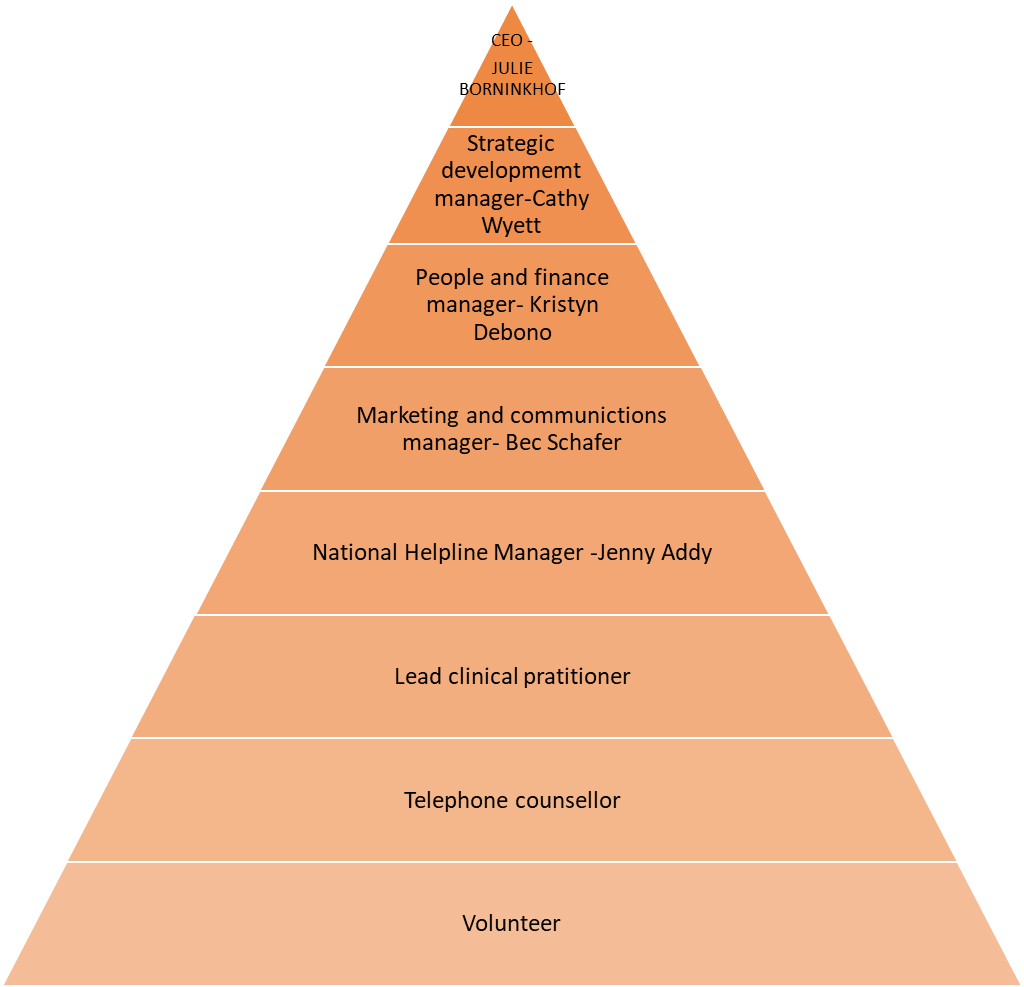 CEO -
JULIE
BORNINKHOF
Strategic
developmemt
manager-Cathy
Wyett
People and finance
manager- Kristyn
Debono
Marketing and communictions
manager- Bec Schafer
National Helpline Manager -Jenny Addy
Lead clinical pratitioner
Telephone counsellor
Volunteer